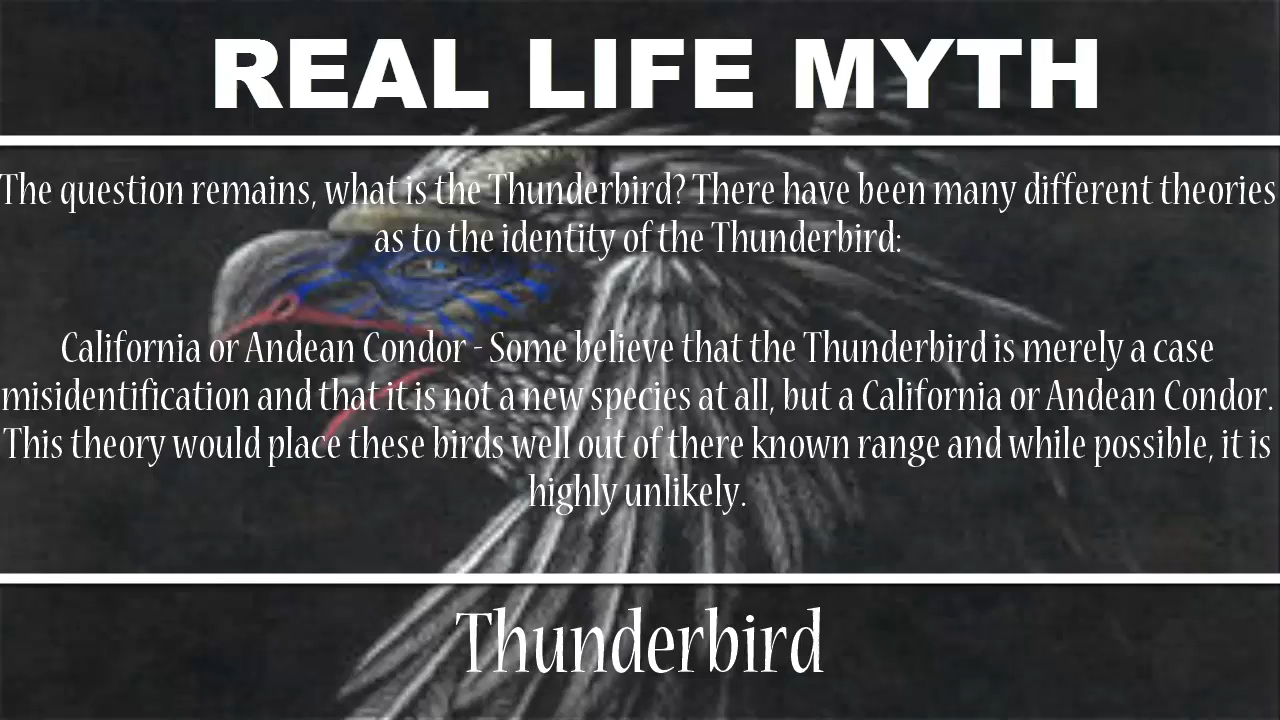 REAL LIFE MYTH
The question remains, what is the Thunderbird? There have been many different theories
as to the identity of the Thunderbird:
California or Andean Condor - Some believe that the Thunderbird is merely a case
misidentification and that it is not a new species at all, but a California or Andean Condor.
This theory would place these birds well out of there known range and while possible, it is
highly unlikely.
Thunderbird